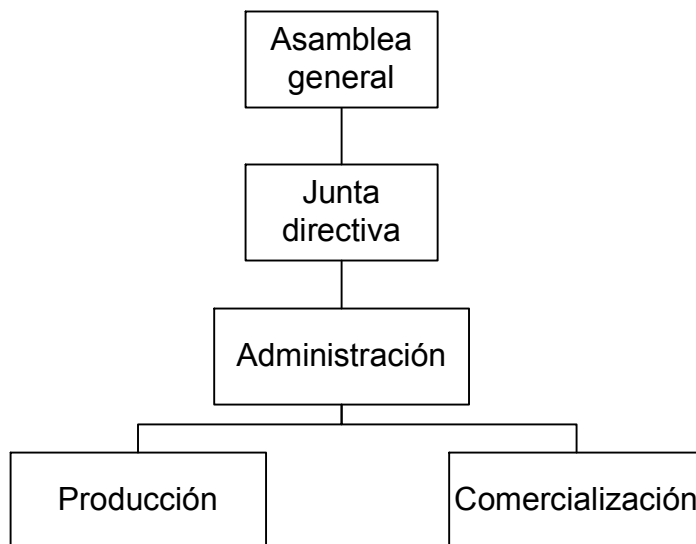 Asamblea
general
Junta
directiva
Administración
Producción
Comercialización